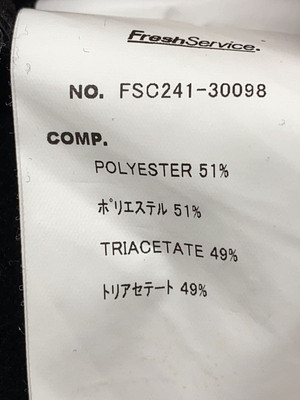 FreshService.
NO. FSC241-30098
COMP.
POLYESTER 51%
ﾎﾟﾘｴｽﾃﾙ 51%
TRIACETATE 49%
ﾄﾘｱｾﾃｰﾄ 49%